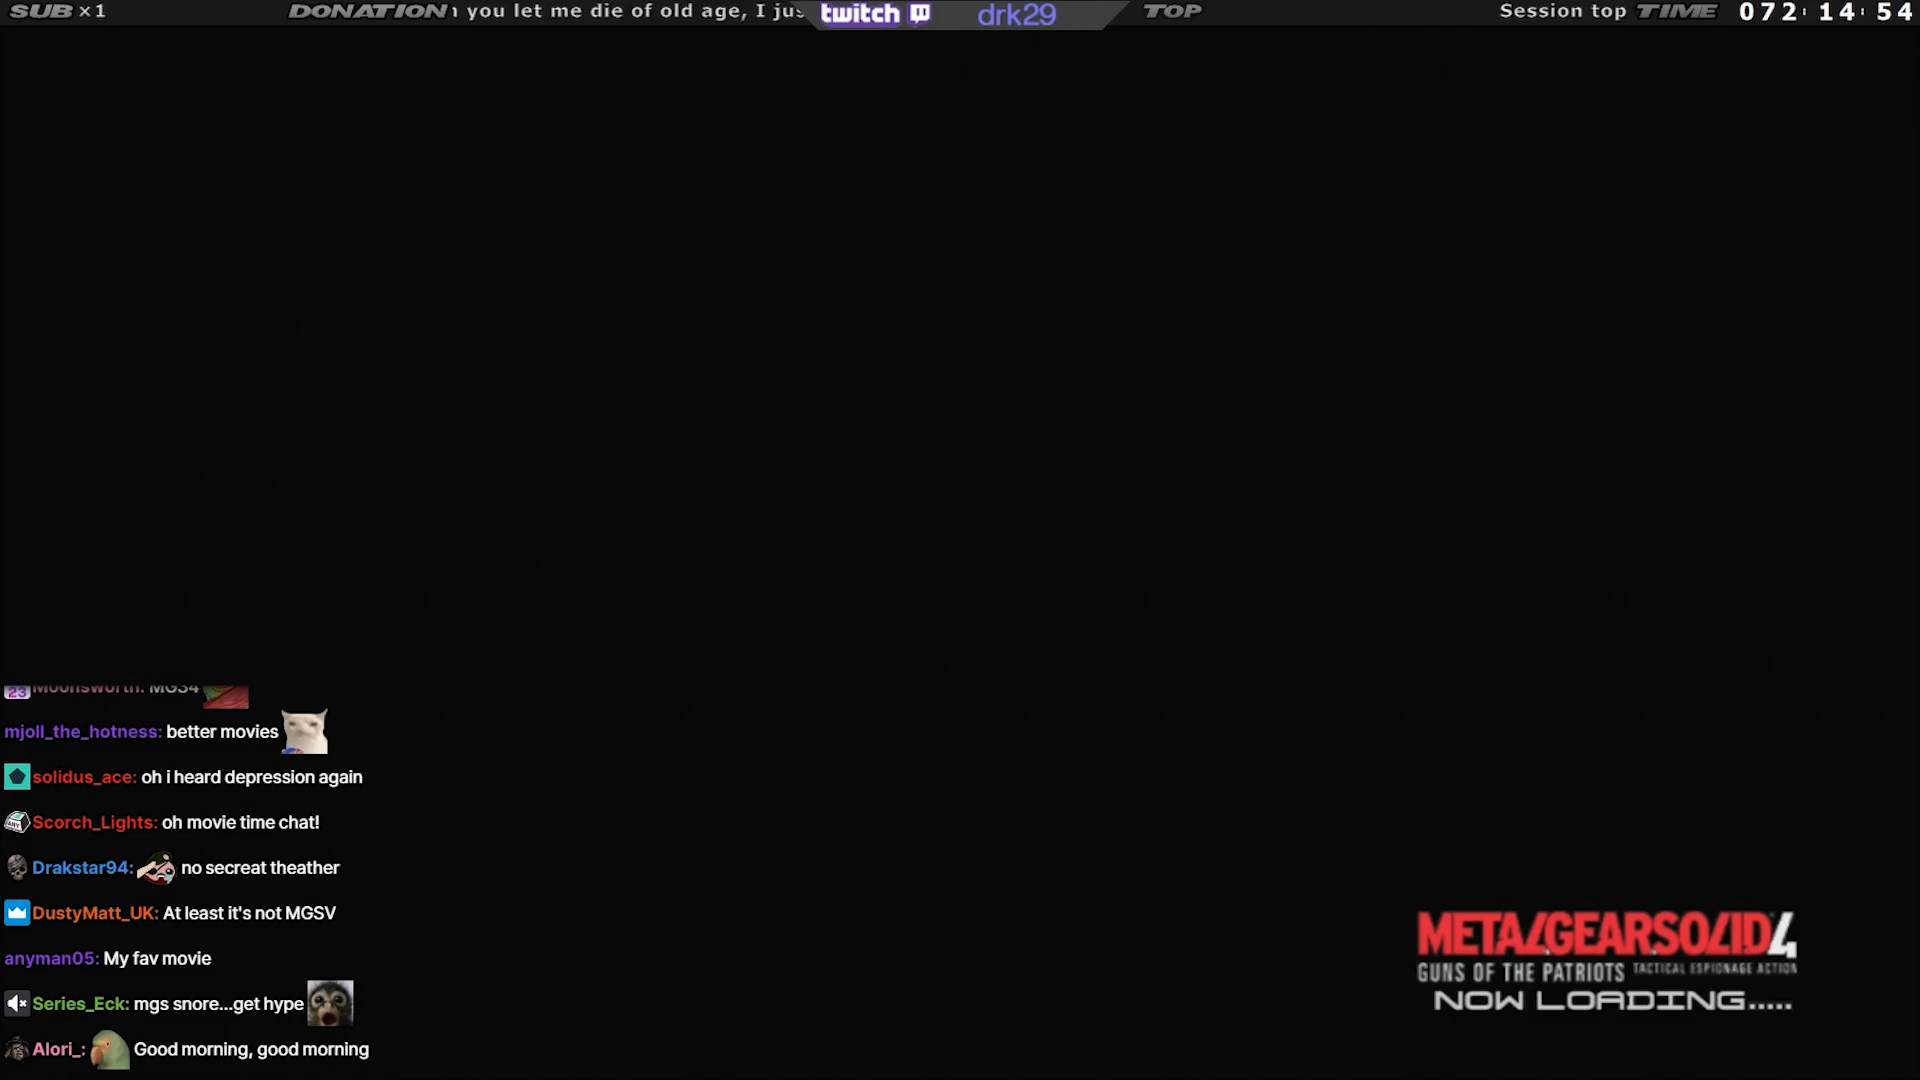 SUB ×1
DONATION you let me die of old age, I jus
twitch drk29
TOP
Session top TIME 072:14:54
23 Moonsworth: MGS4
mjoll_the_hotness: better movies
solidus_ace: oh i heard depression again
Scorch_Lights: oh movie time chat!
Drakstar94: no secreat theather
DustyMatt_UK: At least it's not MGSV
anyman05: My fav movie
Series_Eck: mgs snore...get hype
Alori_: Good morning, good morning
METAL GEAR SOLID 4
GUNS OF THE PATRIOTS TACTICAL ESPIONAGE ACTION
NOW LOADING.....